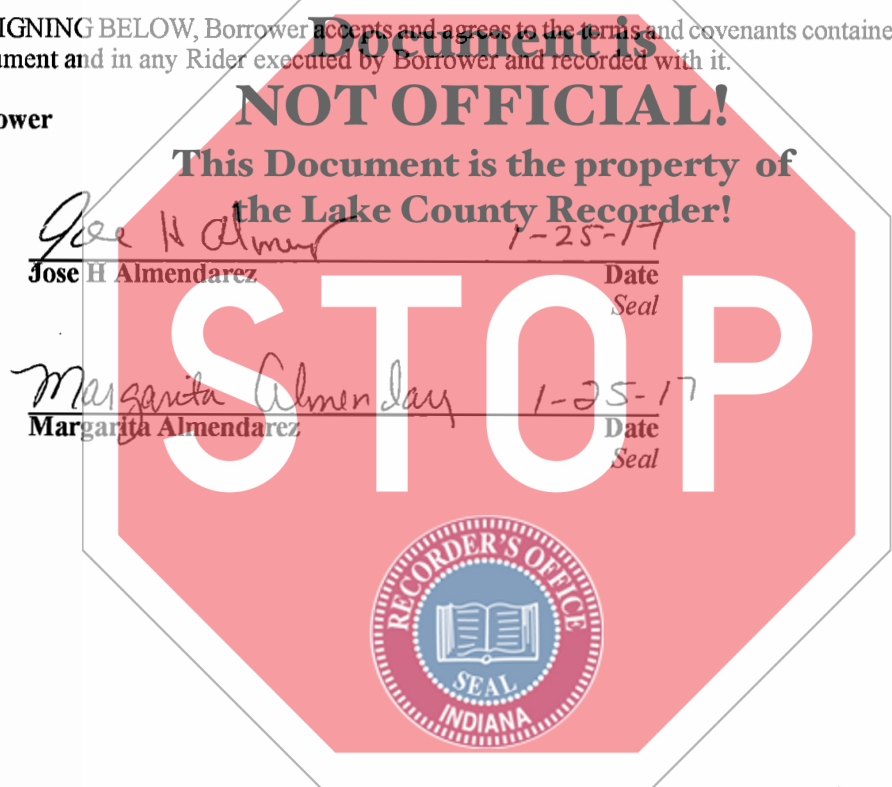 IGNING BELOW, Borrower accepts and agrees to the terms and covenants containe
ument and in any Rider executed by Borrower and recorded with it.
Document is
NOT OFFICIAL!
This Document is the property of
the Lake County Recorder!
ower
Jose H Almendarez 1-25-17
Jose H Almendarez Date
Seal
STOP
Margarita Almendarez 1-25-17
Margarita Almendarez Date
Seal
RECORDER'S OFFICE
SEAL
INDIANA